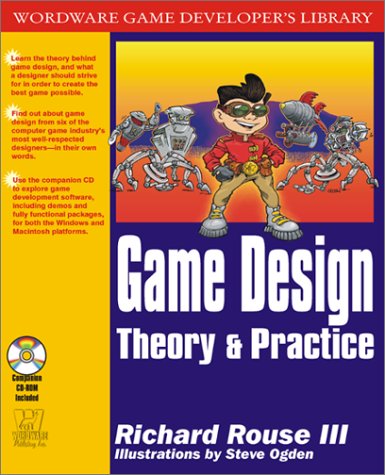 WORDWARE GAME DEVELOPER'S LIBRARY
Learn the theory behind
game design, and what
a designer should strive
for in order to create the
best game possible.
Find out about game
design from six of the
computer game industry's
most well-respected
designers—in their own
words.
Use the companion CD
to explore game
development software,
including demos and
fully functional packages,
for both the Windows and
Macintosh platforms.
Game Design
Theory & Practice
Companion
CD-ROM
Included
WORDWARE
Publishing, Inc.
Richard Rouse III
Illustrations by Steve Ogden